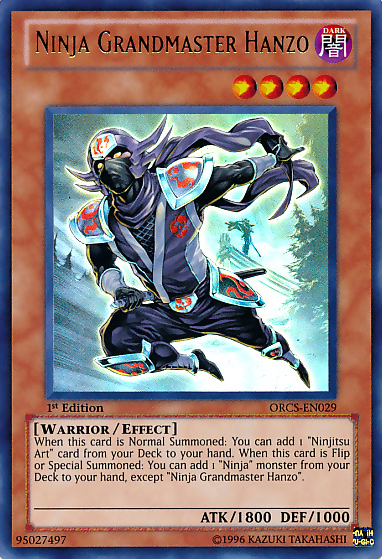 NINJA GRANDMASTER HANZO
DARK
闇
1st Edition
ORCS-EN029
[WARRIOR / EFFECT]
When this card is Normal Summoned: You can add 1 "Ninjitsu
Art" card from your Deck to your hand. When this card is Flip
or Special Summoned: You can add 1 "Ninja" monster from your
Deck to your hand, except "Ninja Grandmaster Hanzo".
ATK/1800 DEF/1000
95027497
©1996 KAZUKI TAKAHASHI